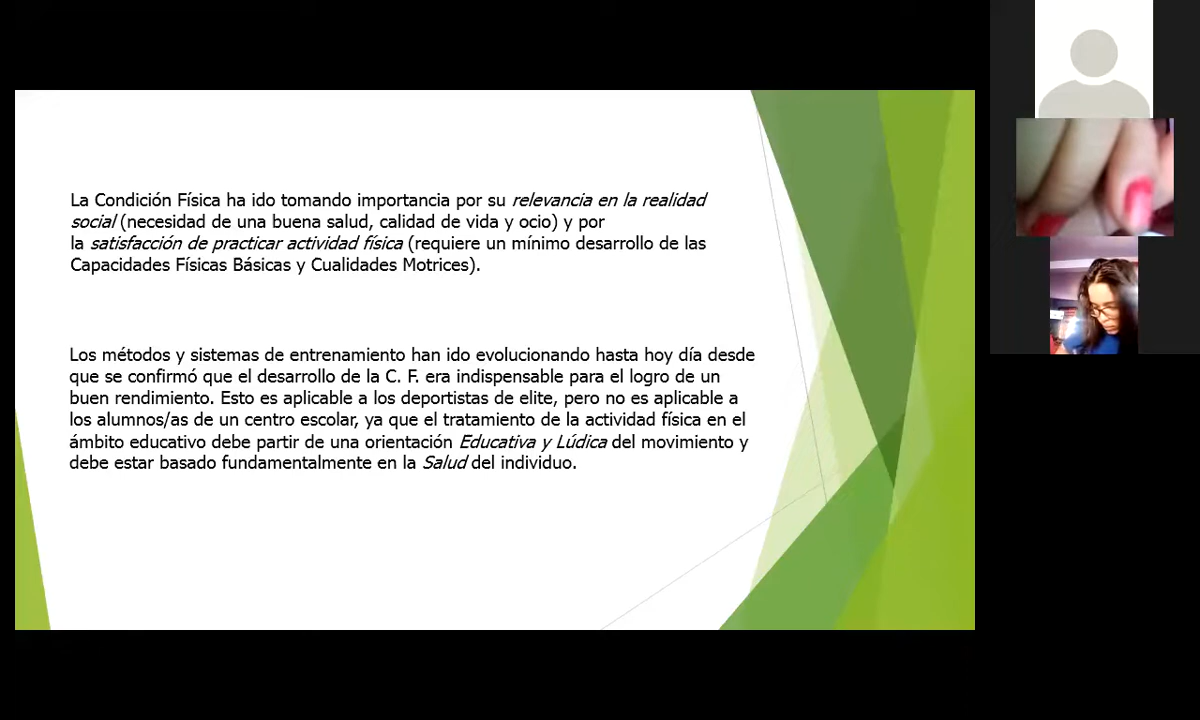 La Condición Física ha ido tomando importancia por su relevancia en la realidad
social (necesidad de una buena salud, calidad de vida y ocio) y por
la satisfacción de practicar actividad física (requiere un mínimo desarrollo de las
Capacidades Físicas Básicas y Cualidades Motrices).
Los métodos y sistemas de entrenamiento han ido evolucionando hasta hoy día desde
que se confirmó que el desarrollo de la C. F. era indispensable para el logro de un
buen rendimiento. Esto es aplicable a los deportistas de elite, pero no es aplicable a
los alumnos/as de un centro escolar, ya que el tratamiento de la actividad física en el
ámbito educativo debe partir de una orientación Educativa y Lúdica del movimiento y
debe estar basado fundamentalmente en la Salud del individuo.